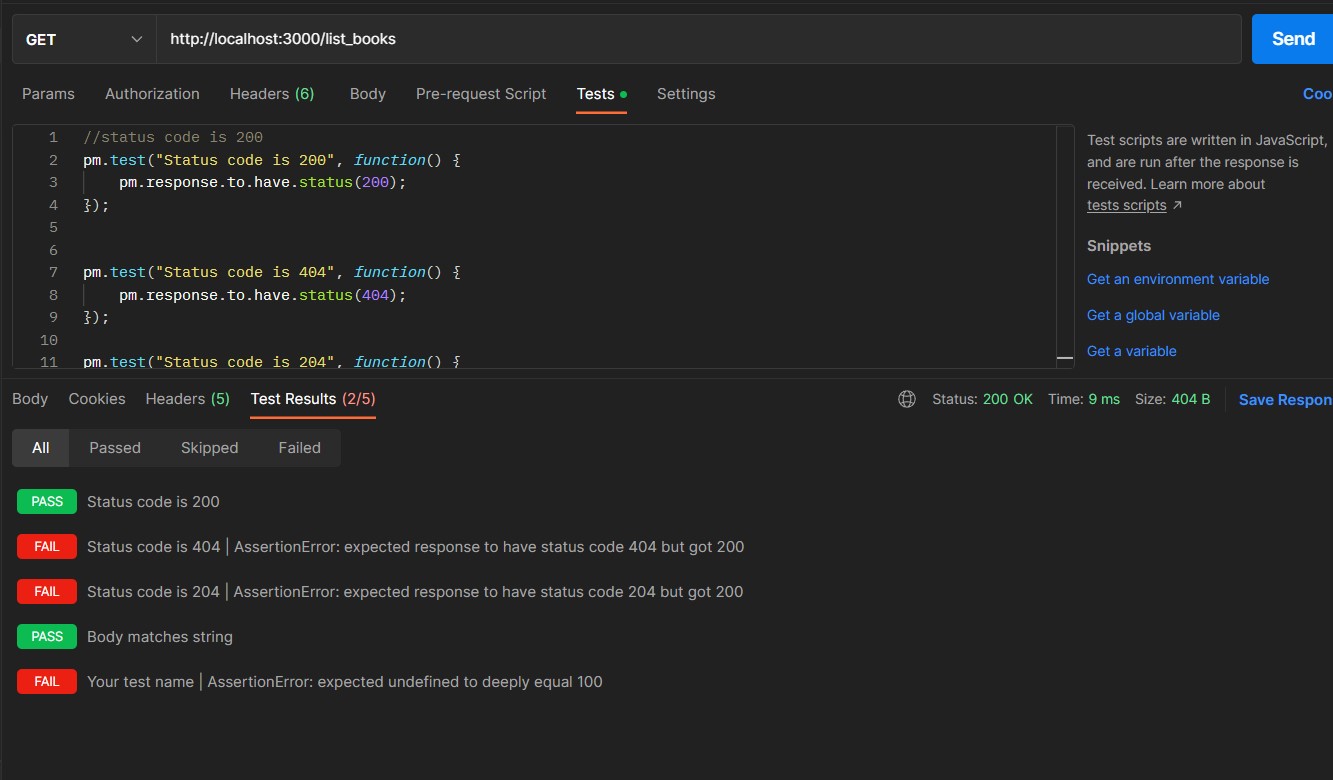 GET http://localhost:3000/list_books Send
Params Authorization Headers (6) Body Pre-request Script Tests Settings Coo
1 //status code is 200
2 pm.test("Status code is 200", function() {
3 pm.response.to.have.status(200);
4 });
5
6
7 pm.test("Status code is 404", function() {
8 pm.response.to.have.status(404);
9 });
10
11 pm.test("Status code is 204", function() {
Test scripts are written in JavaScript,
and are run after the response is
received. Learn more about
tests scripts ↗
Snippets
Get an environment variable
Get a global variable
Get a variable
Body Cookies Headers (5) Test Results (2/5) Status: 200 OK Time: 9 ms Size: 404 B Save Respon
All Passed Skipped Failed
PASS Status code is 200
FAIL Status code is 404 | AssertionError: expected response to have status code 404 but got 200
FAIL Status code is 204 | AssertionError: expected response to have status code 204 but got 200
PASS Body matches string
FAIL Your test name | AssertionError: expected undefined to deeply equal 100